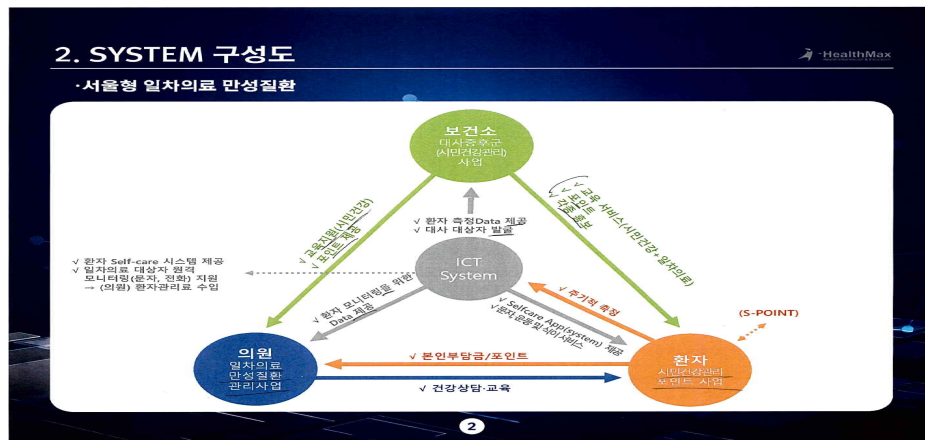 2. SYSTEM 구성도
HealthMax
·서울형 일차의료 만성질환
보건소
대사증후군
(시민건강관리)
사업
√ 교육지원(시민건강)
√ 포인트 제공
√ 교육 서비스(시민건강+일차의료)
√ 포인트
√ 각종 홍보
√ 환자 측정Data 제공
√ 대사 대상자 발굴
ICT
System
√ 환자 Self-care 시스템 제공
√ 일차의료 대상자 원격
모니터링(문자, 전화) 지원
→ (의원) 환자관리료 수입
√ 환자 모니터링을 위한
Data 제공
√ 주기적 측정
√ Selfcare App(system) 제공
√ 문자,운동 및 식이 서비스
(S-POINT)
의원
일차의료
만성질환
관리사업
√ 본인부담금/포인트
√ 건강상담·교육
환자
시민건강관리
포인트 사업
2